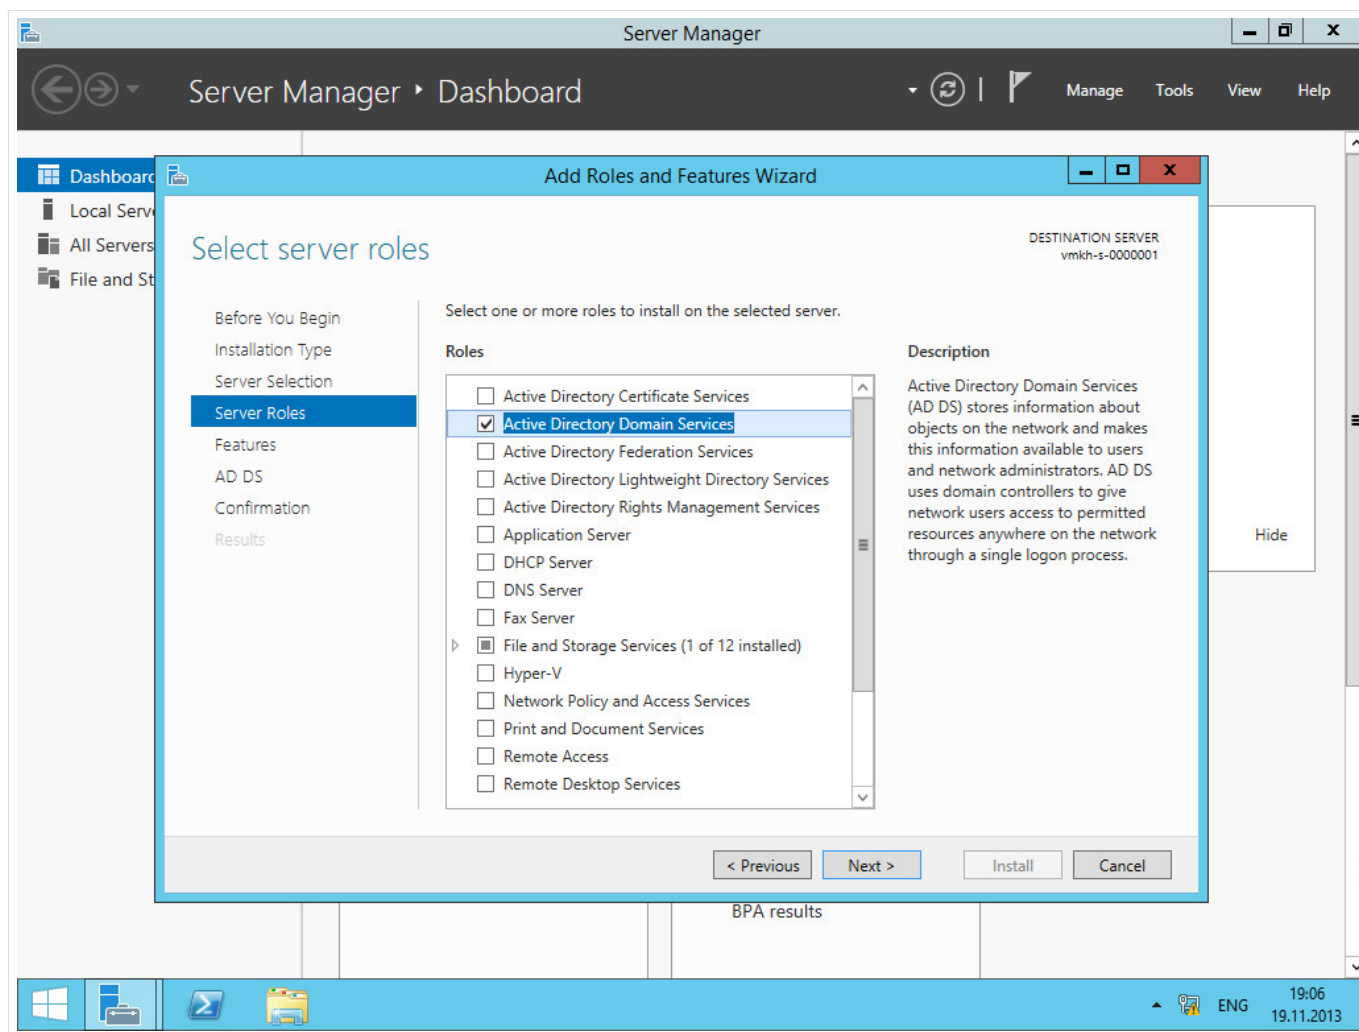 Server Manager
Server Manager
Dashboard
Manage
Tools
View
Help
Dashboard
Local Serve
All Servers
File and St
Add Roles and Features Wizard
Select server roles
DESTINATION SERVER
vmkh-s-0000001
Before You Begin
Installation Type
Server Selection
Server Roles
Features
AD DS
Confirmation
Results
Select one or more roles to install on the selected server.
Roles
Active Directory Certificate Services
Active Directory Domain Services
Active Directory Federation Services
Active Directory Lightweight Directory Services
Active Directory Rights Management Services
Application Server
DHCP Server
DNS Server
Fax Server
File and Storage Services (1 of 12 installed)
Hyper-V
Network Policy and Access Services
Print and Document Services
Remote Access
Remote Desktop Services
Description
Active Directory Domain Services
(AD DS) stores information about
objects on the network and makes
this information available to users
and network administrators. AD DS
uses domain controllers to give
network users access to permitted
resources anywhere on the network
through a single logon process.
Hide
< Previous
Next >
Install
Cancel
BPA results
ENG
19:06
19.11.2013